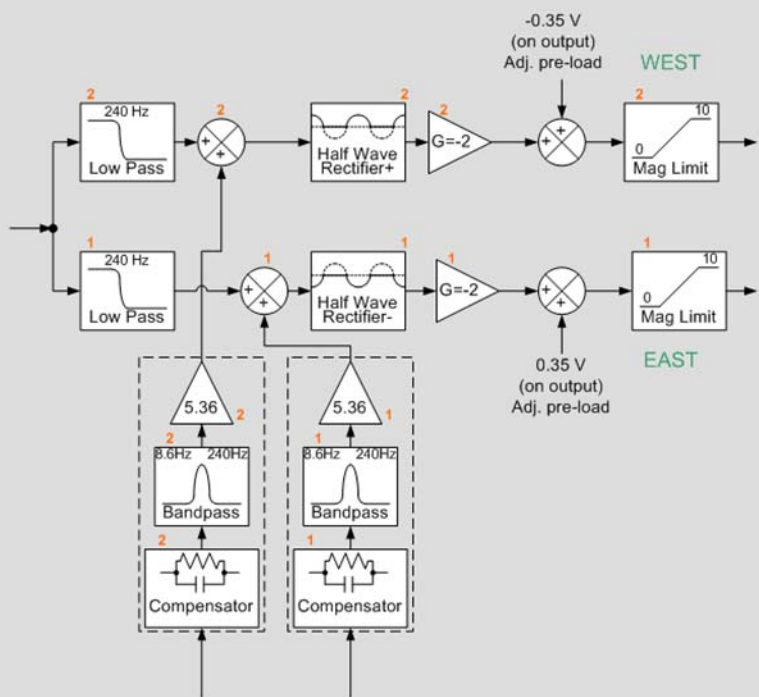 -0.35 V
(on output)
Adj. pre-load
WEST
2
240 Hz
Low Pass
2
2
Half Wave
Rectifier+
2
G=-2
2
10
0
Mag Limit
1
240 Hz
Low Pass
1
1
Half Wave
Rectifier-
1
G=-2
1
10
0
Mag Limit
0.35 V
(on output)
Adj. pre-load
EAST
5.36
2
5.36
1
2
8.6Hz 240Hz
Bandpass
1
8.6Hz 240Hz
Bandpass
2
Compensator
1
Compensator